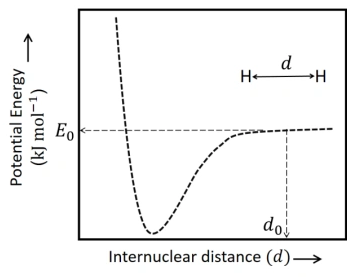 Potential Energy
(kJ mol⁻¹)
d
H H
E₀
d₀
Internuclear distance (d)